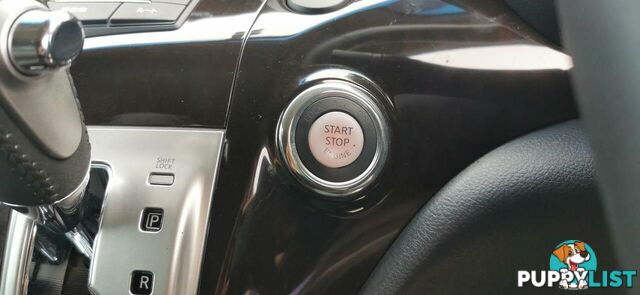 START
STOP
ENGINE
SHIFT
LOCK
P
R
PUPPYLIST